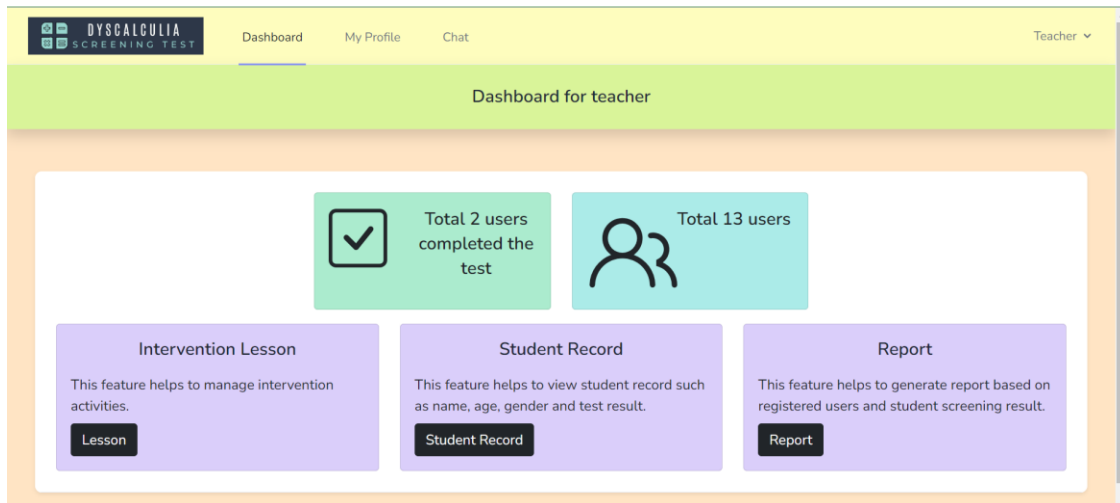 DYSCALCULIA
SCREENING TEST
Dashboard
My Profile
Chat
Teacher
Dashboard for teacher
Total 2 users
completed the
test
Total 13 users
Intervention Lesson
This feature helps to manage intervention
activities.
Lesson
Student Record
This feature helps to view student record such
as name, age, gender and test result.
Student Record
Report
This feature helps to generate report based on
registered users and student screening result.
Report